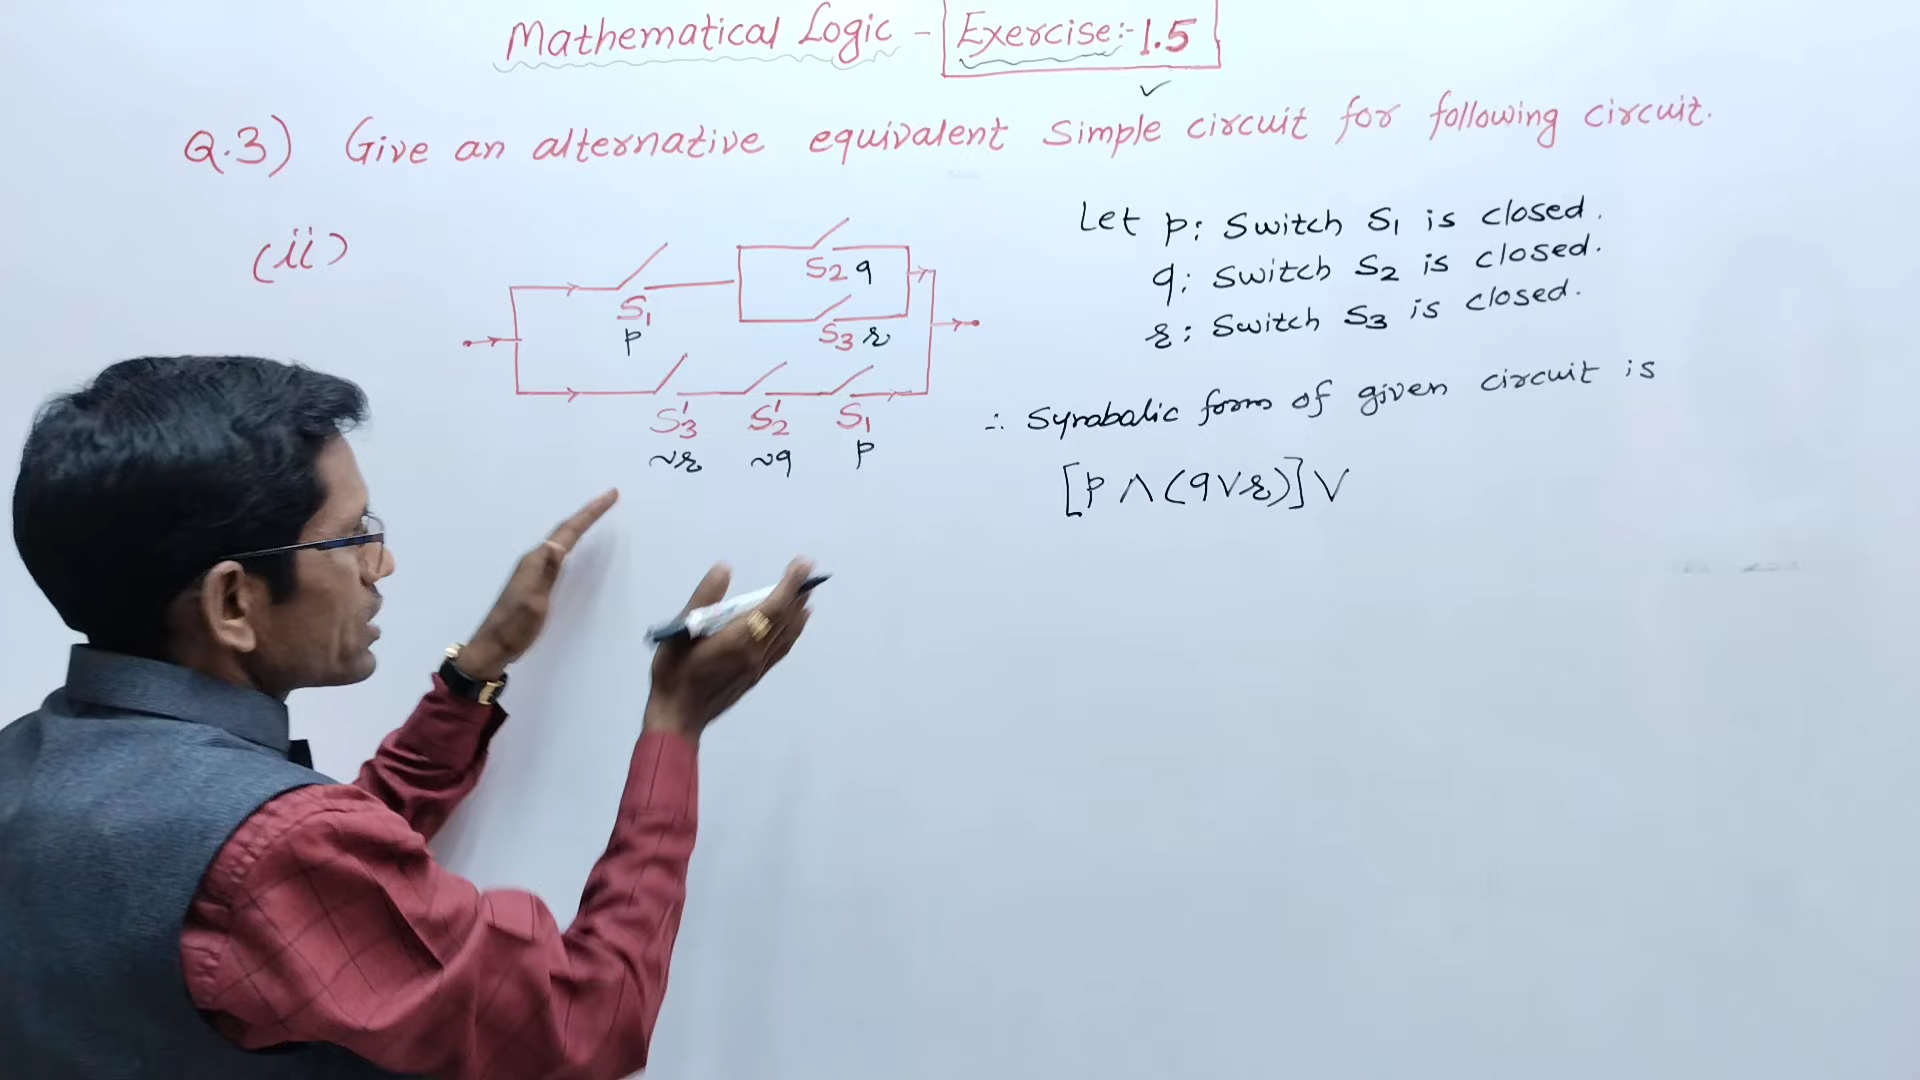 Mathematical Logic - Exercise:- 1.5
Q.3) Give an alternative equivalent Simple circuit for following circuit.
(ii)
S1
p
S2 q
S3 r
S3' S2' S1
~r ~q p
Let p: Switch S1 is closed.
q: Switch S2 is closed.
r: Switch S3 is closed.
∴ Symbolic form of given circuit is
[p ∧ (q ∨ r)] ∨